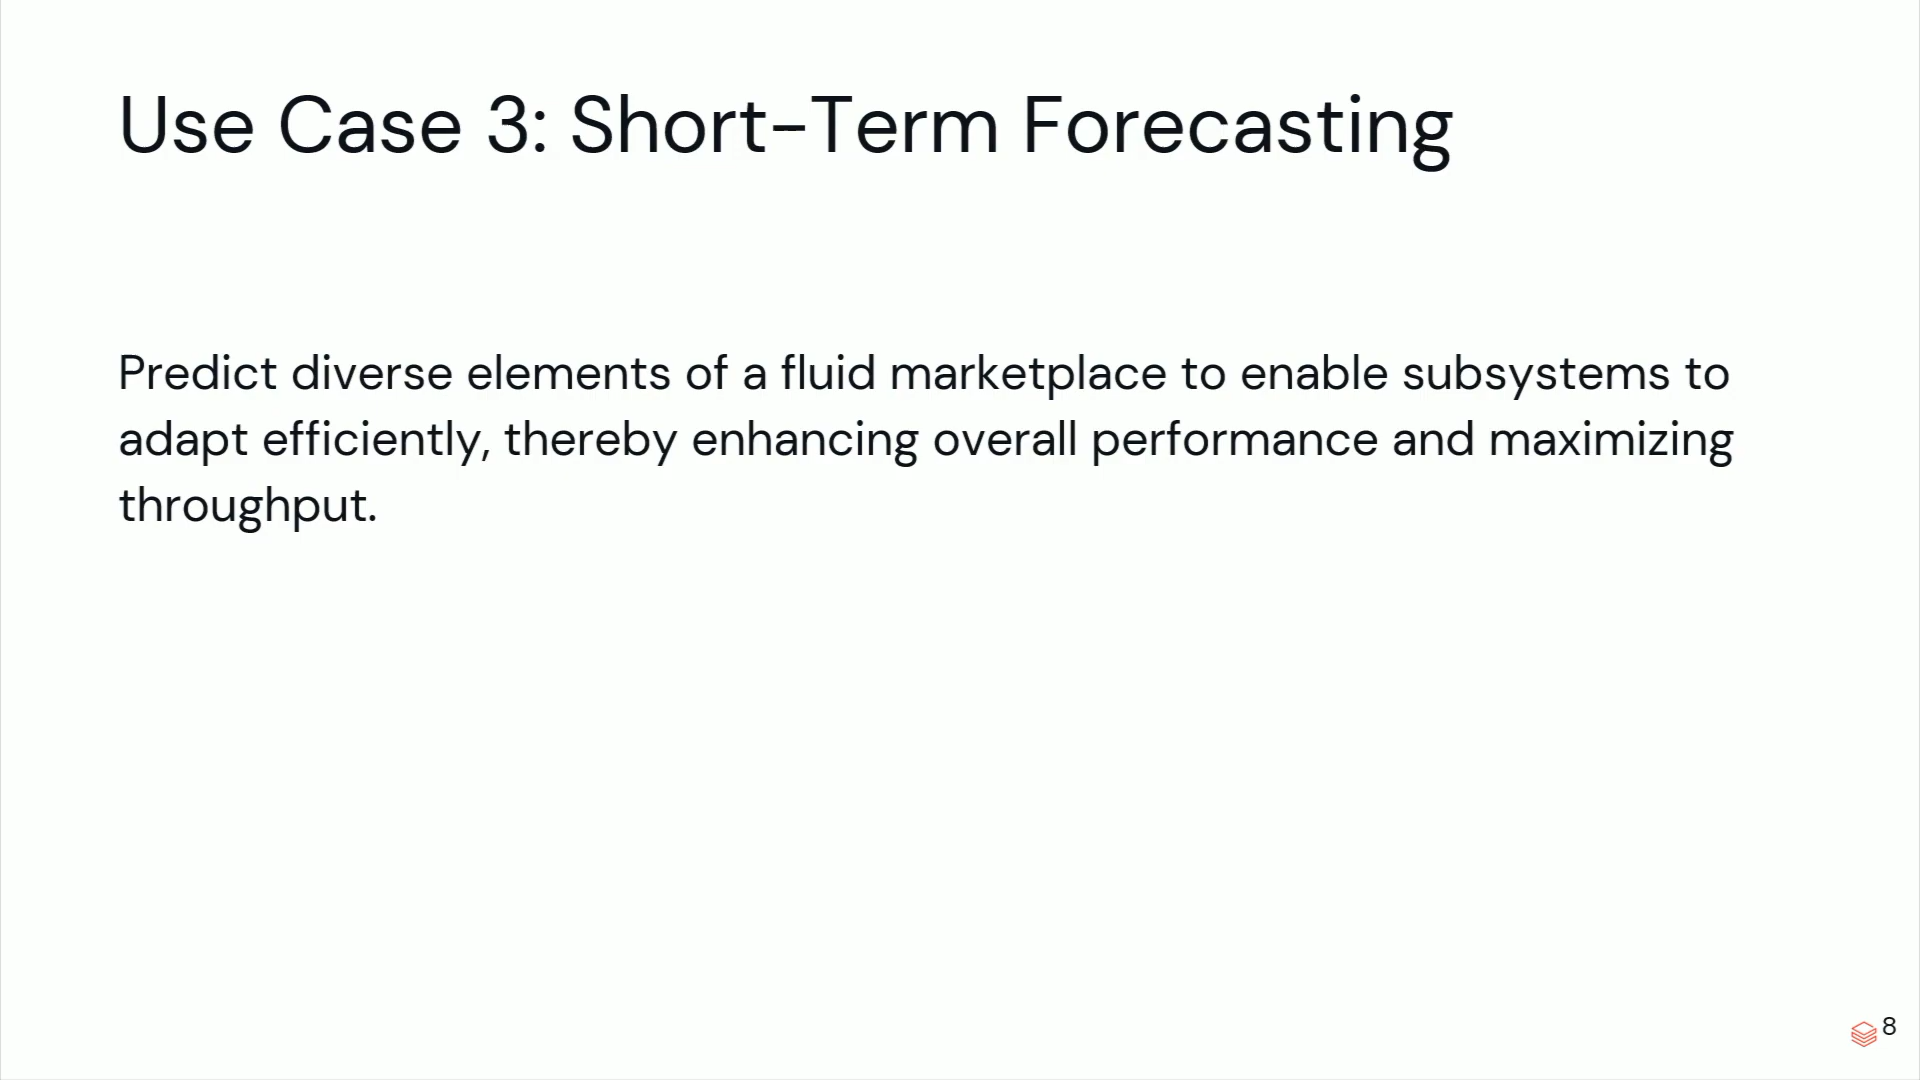 Use Case 3: Short-Term Forecasting
Predict diverse elements of a fluid marketplace to enable subsystems to
adapt efficiently, thereby enhancing overall performance and maximizing
throughput.
8